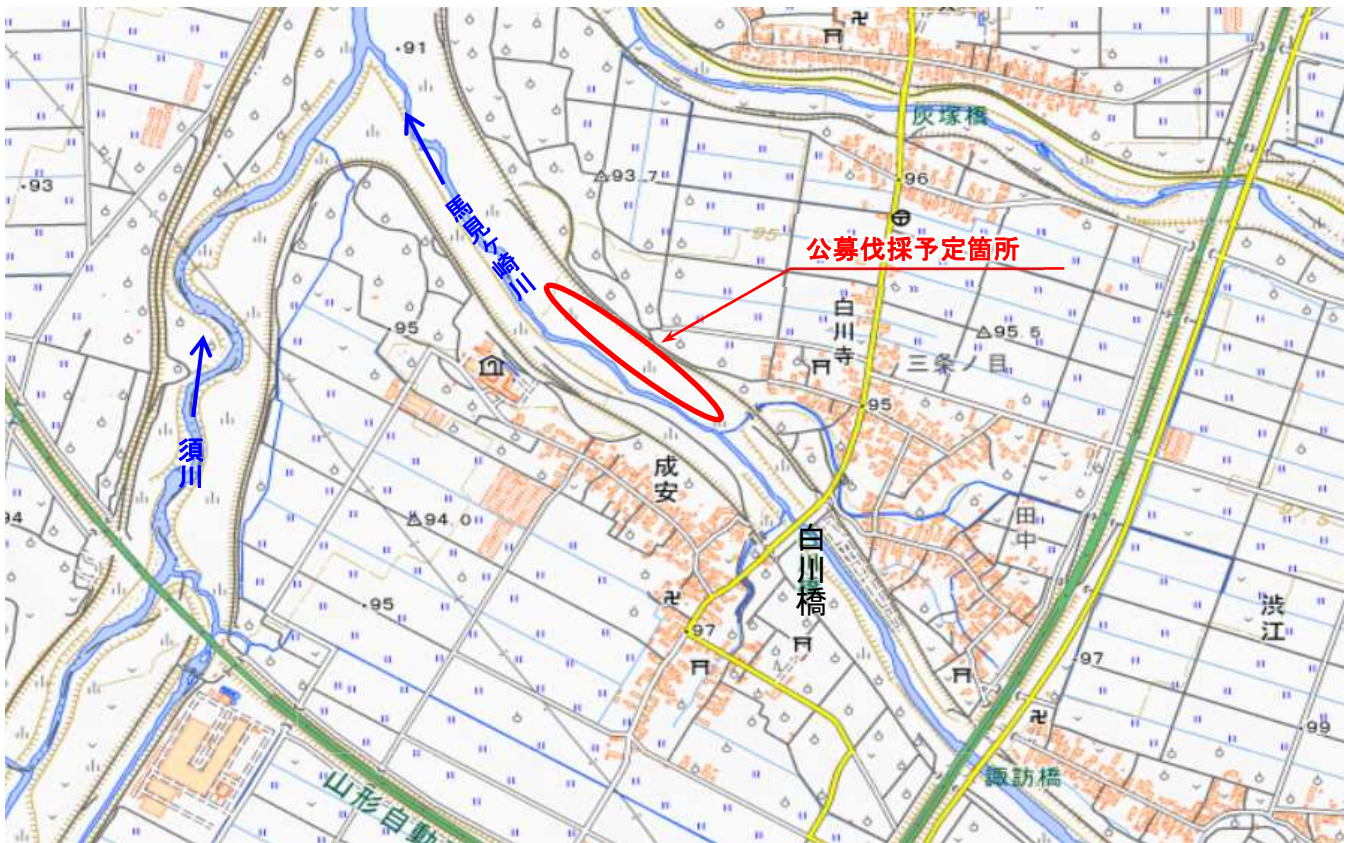 91
灰塚橋
93
93.7
96
95
公募伐採予定箇所
馬見ヶ崎川
白川寺
95.5
三条ノ目
95
95
須川
成安
田中
94
94.0
白川橋
95
渋江
97.5
97
97
99
諏訪橋
山形自動